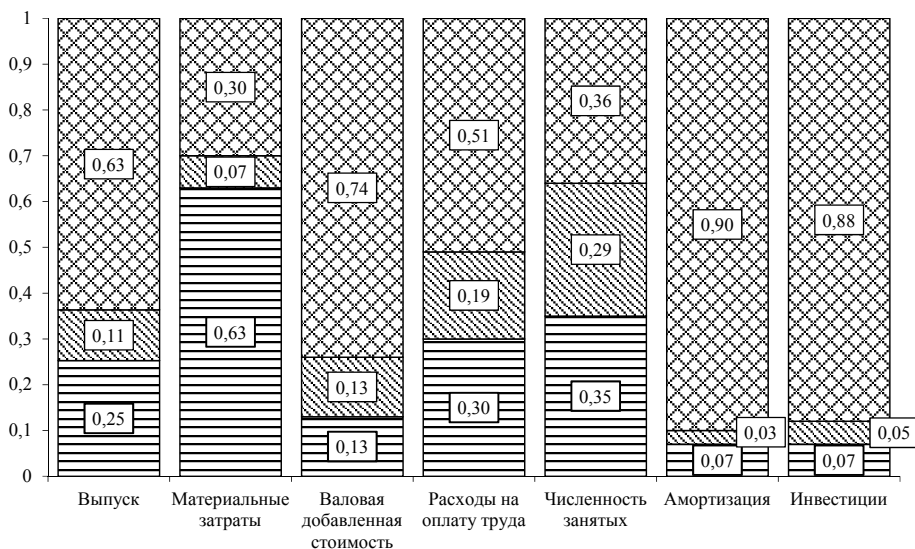 1
0,9
0,8
0,7
0,6
0,5
0,4
0,3
0,2
0,1
0
0,63
0,11
0,25
0,30
0,07
0,63
0,74
0,13
0,13
0,51
0,19
0,30
0,36
0,29
0,35
0,90
0,03
0,07
0,88
0,05
0,07
Выпуск
Материальные
затраты
Валовая
добавленная
стоимость
Расходы на
оплату труда
Численность
занятых
Амортизация
Инвестиции